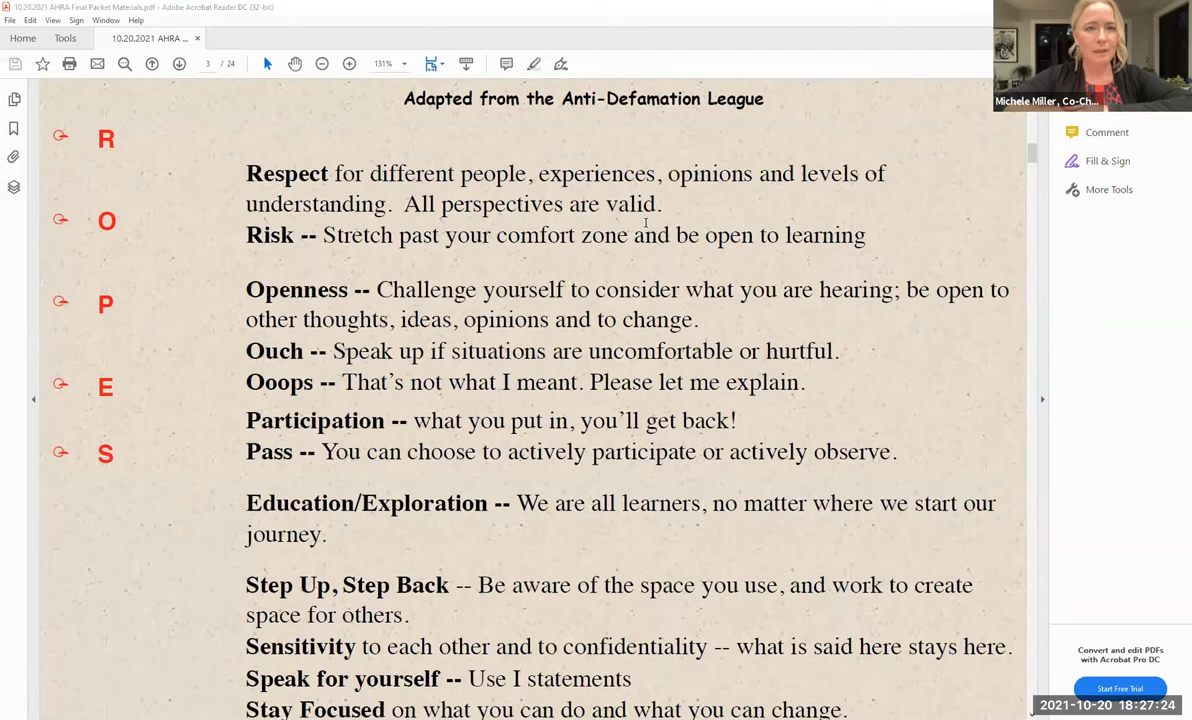 10.20.2021 AHRA Final Packet Materials.pdf - Adobe Acrobat Reader DC (32-bit)
File Edit View Sign Window Help
Home Tools 10.20.2021 AHRA ... ×
3 / 24 131%
Michele Miller, Co-Ch...
Adapted from the Anti-Defamation League
Comment
Fill & Sign
More Tools
R
Respect for different people, experiences, opinions and levels of
understanding. All perspectives are valid.
O
Risk -- Stretch past your comfort zone and be open to learning
Openness -- Challenge yourself to consider what you are hearing; be open to
P
other thoughts, ideas, opinions and to change.
Ouch -- Speak up if situations are uncomfortable or hurtful.
E
Ooops -- That's not what I meant. Please let me explain.
Participation -- what you put in, you'll get back!
S
Pass -- You can choose to actively participate or actively observe.
Education/Exploration -- We are all learners, no matter where we start our
journey.
Step Up, Step Back -- Be aware of the space you use, and work to create
space for others.
Sensitivity to each other and to confidentiality -- what is said here stays here.
Speak for yourself -- Use I statements
Stay Focused on what you can do and what you can change.
Convert and edit PDFs
with Acrobat Pro DC
Start Free Trial
2021-10-20 18:27:24